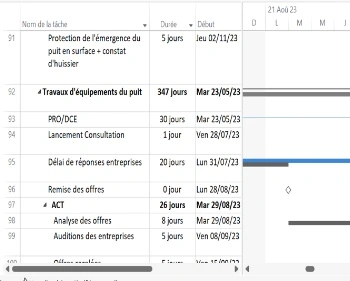 21 Aoû 23
Nom de la tâche Durée Début D L M M J
91 Protection de l'émergence du 5 jours Jeu 02/11/23
puit en surface + constat
d'huissier
92 Travaux d'équipements du puit 347 jours Mar 23/05/23
93 PRO/DCE 30 jours Mar 23/05/23
94 Lancement Consultation 1 jour Ven 28/07/23
95 Délai de réponses entreprises 20 jours Lun 31/07/23
96 Remise des offres 0 jour Lun 28/08/23
97 ACT 26 jours Mar 29/08/23
98 Analyse des offres 8 jours Mar 29/08/23
99 Auditions des entreprises 5 jours Ven 08/09/23
100 5 jours Ven 15/09/23